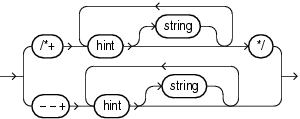 string
/*+ hint */
string
--+ hint